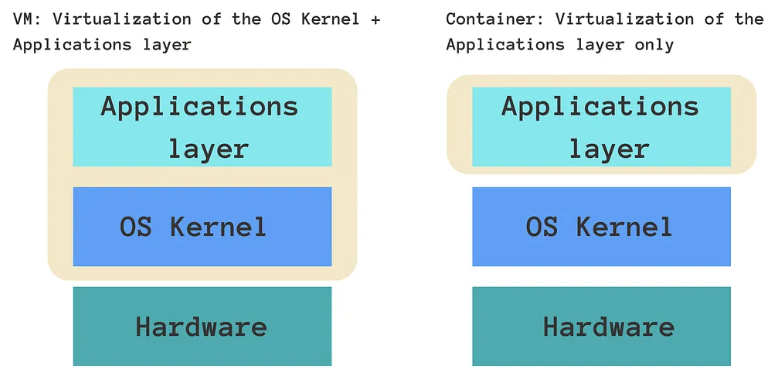 VM: Virtualization of the OS Kernel +
Applications layer
Applications
layer
OS Kernel
Hardware
Container: Virtualization of the
Applications layer only
Applications
layer
OS Kernel
Hardware